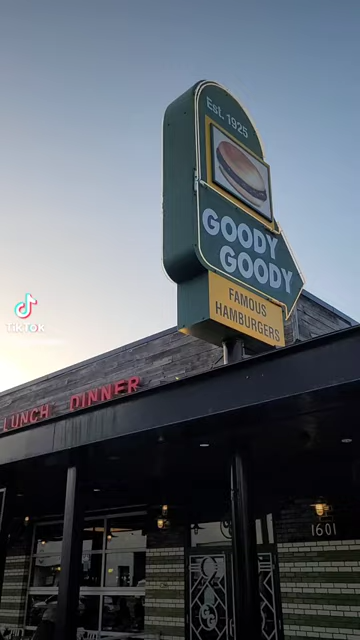 Est. 1925
GOODY
GOODY
FAMOUS
HAMBURGERS
LUNCH DINNER
TikTok
1601